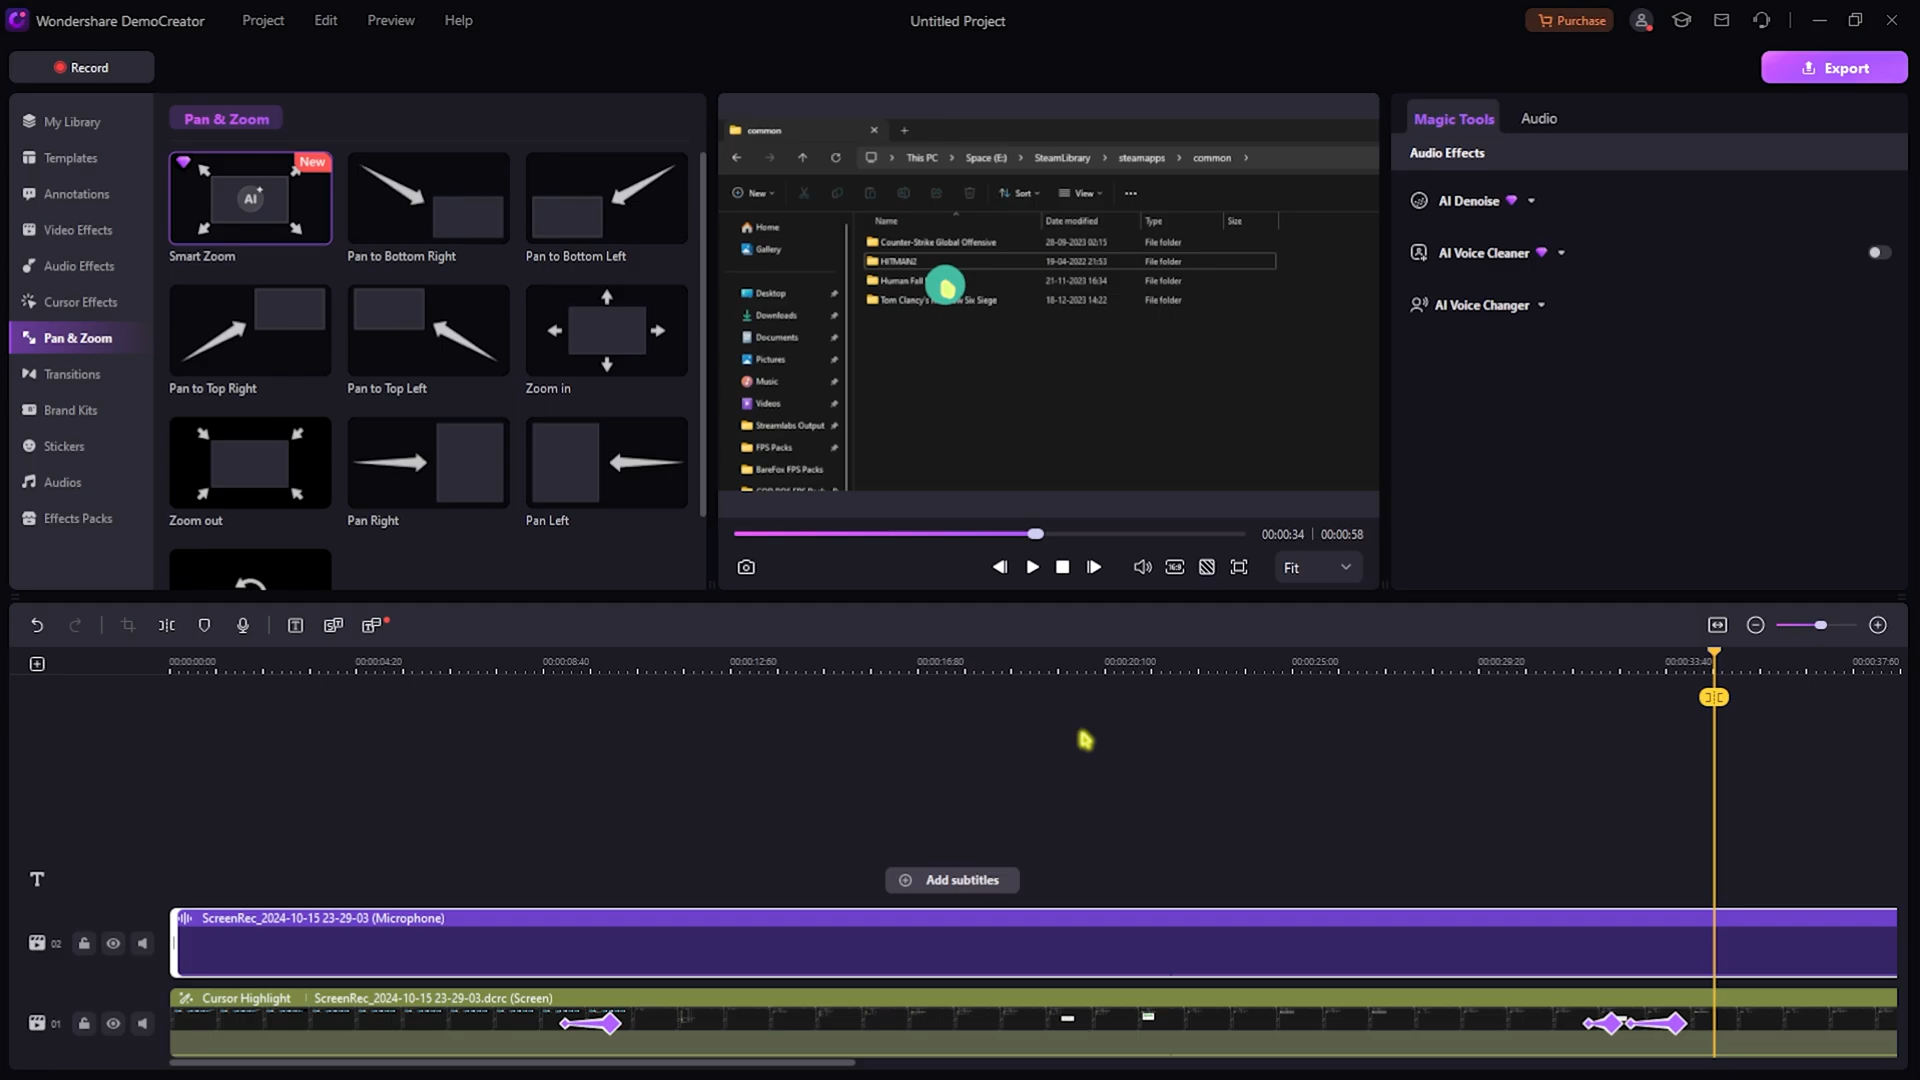 Wondershare DemoCreator Project Edit Preview Help Untitled Project Purchase
Record Export
My Library
Templates
Annotations
Video Effects
Audio Effects
Cursor Effects
Pan & Zoom
Transitions
Brand Kits
Stickers
Audios
Effects Packs
Pan & Zoom
New
AI
Smart Zoom Pan to Bottom Right Pan to Bottom Left
Pan to Top Right Pan to Top Left Zoom in
Zoom out Pan Right Pan Left
common
This PC > Space (E:) > SteamLibrary > steamapps > common >
New Sort View
Name Date modified Type Size
Counter-Strike Global Offensive 28-09-2023 02:15 File folder
HITMAN2 19-04-2022 21:53 File folder
Human Fall 21-11-2023 16:34 File folder
Tom Clancy's Six Siege 18-12-2023 14:22 File folder
Home
Gallery
Desktop
Downloads
Documents
Pictures
Music
Videos
Streamlabs Output
FPS Packs
BareFox FPS Packs
00:00:34 | 00:00:58
16:9
Fit
Magic Tools Audio
Audio Effects
AI Denoise
AI Voice Cleaner
AI Voice Changer
00:00:00:00 00:00:04:20 00:00:08:40 00:00:12:60 00:00:16:80 00:00:20:100 00:00:25:00 00:00:29:20 00:00:33:40 00:00:37:60
T
Add subtitles
02 ScreenRec_2024-10-15 23-29-03 (Microphone)
01 Cursor Highlight | ScreenRec_2024-10-15 23-29-03.dcrc (Screen)